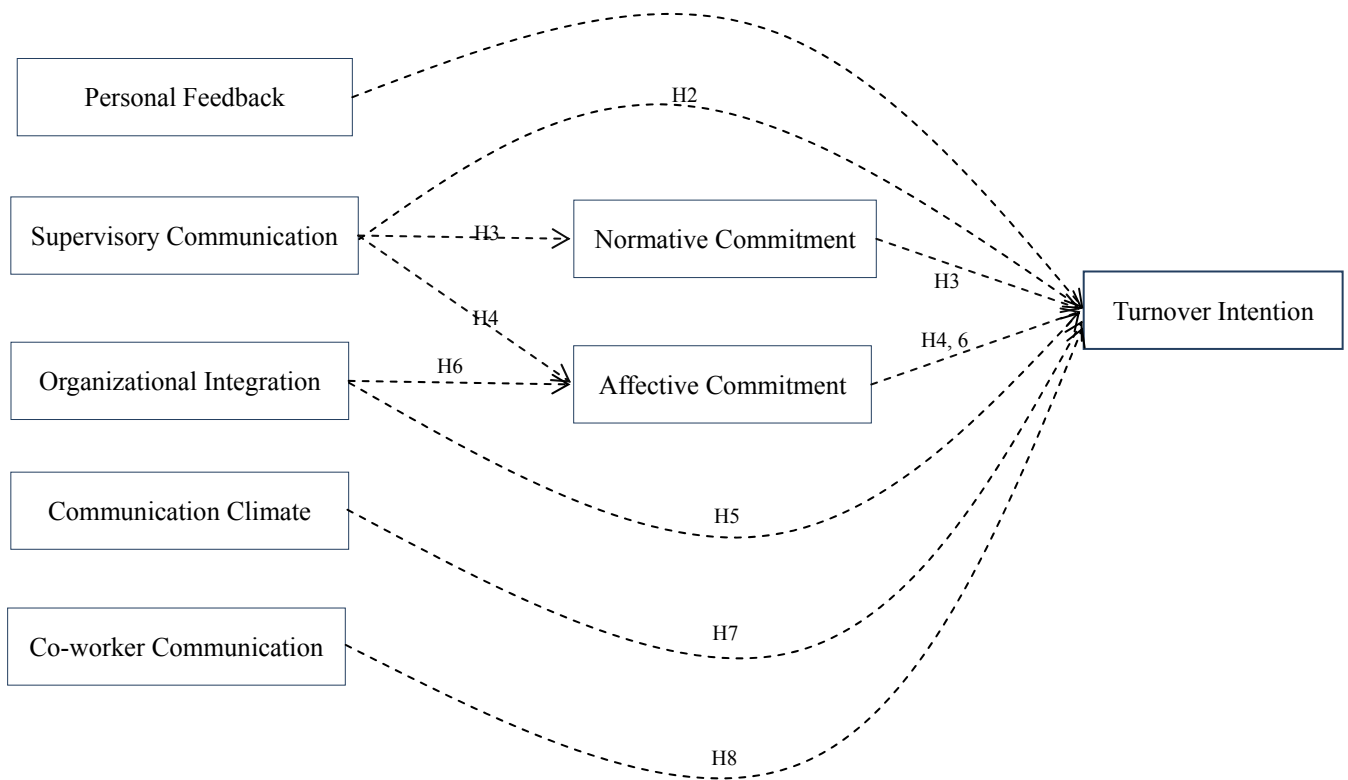 Personal Feedback
H2
Supervisory Communication
H3
Normative Commitment
H3
Turnover Intention
H4
Organizational Integration
H6
Affective Commitment
H4, 6
Communication Climate
H5
Co-worker Communication
H7
H8